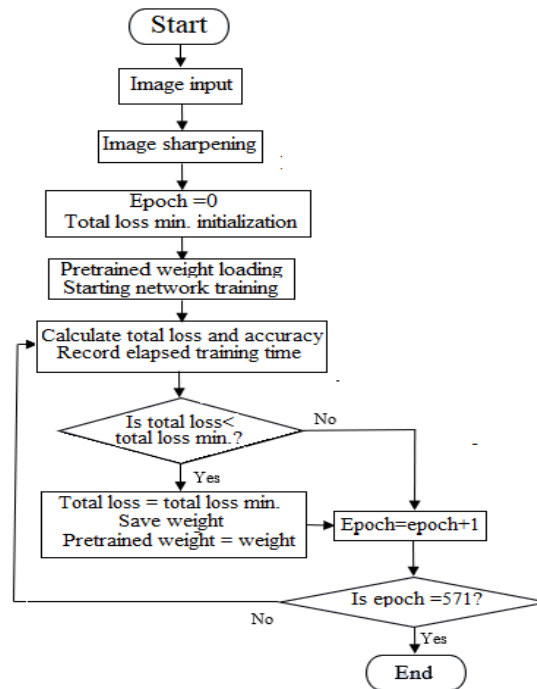 Start
Image input
Image sharpening
Epoch =0
Total loss min. initialization
Pretrained weight loading
Starting network training
Calculate total loss and accuracy
Record elapsed training time
Is total loss<
total loss min.?
No
Yes
Total loss = total loss min.
Save weight
Pretrained weight = weight
Epoch=epoch+1
Is epoch =571?
No
Yes
End